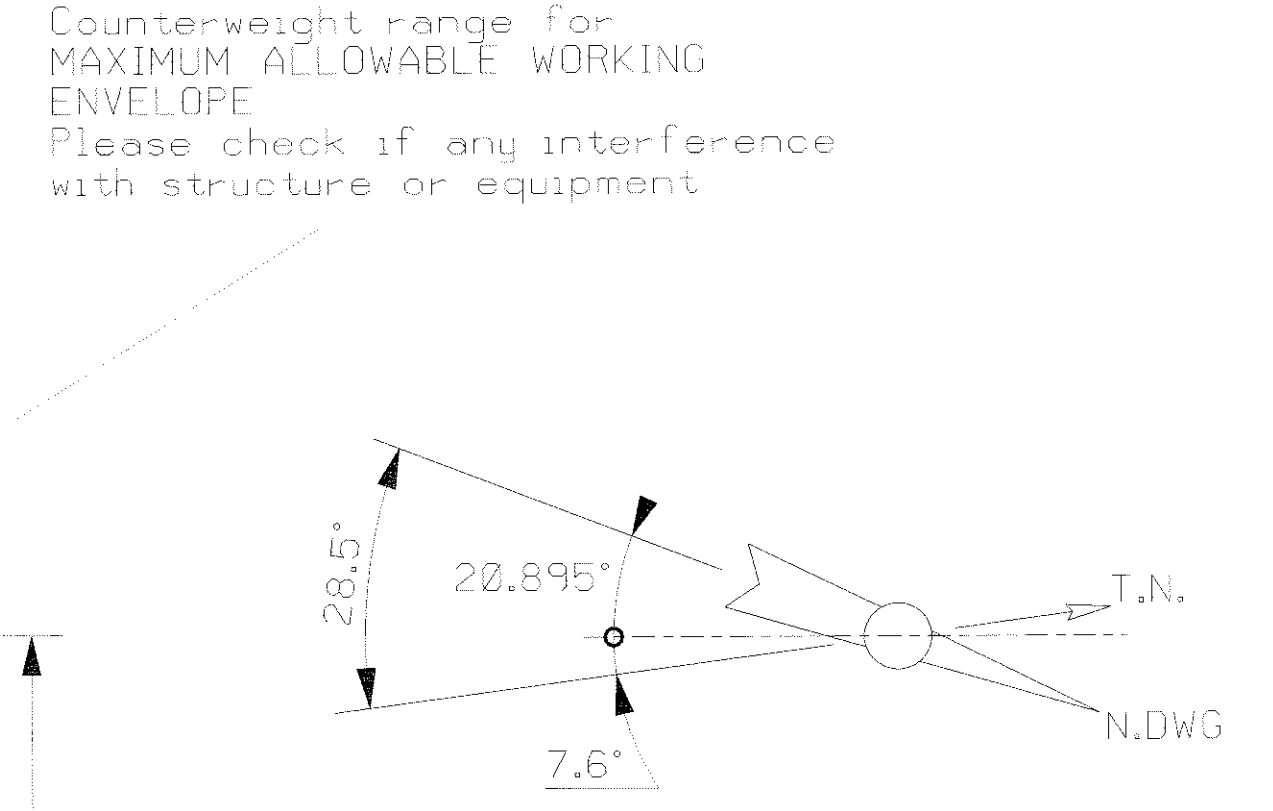 Counterweight range for
MAXIMUM ALLOWABLE WORKING
ENVELOPE
Please check if any interference
with structure or equipment
28.5°
20.895°
T.N.
N.DWG
7.6°